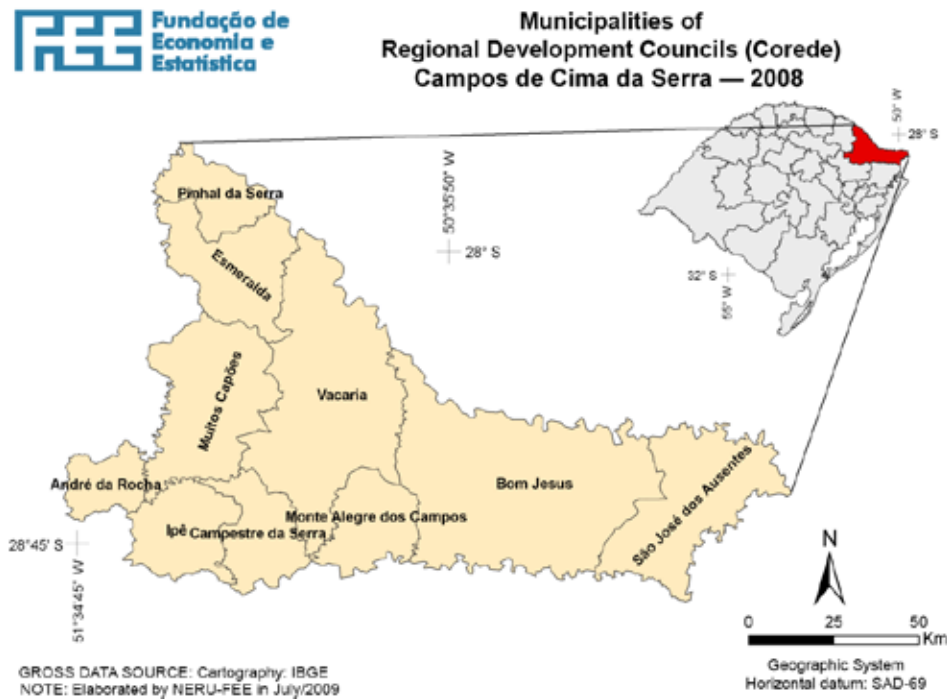 FEE
Fundação de
Economia e
Estatística
Municipalities of
Regional Development Councils (Corede)
Campos de Cima da Serra — 2008
50° W
28° S
50°35'50" W
28° S
32° S
55° W
Pinhal da Serra
Esmeralda
Muitos Capões
Vacaria
André da Rocha
Bom Jesus
São José dos Ausentes
Monte Alegre dos Campos
Ipê
Campestre da Serra
28°45' S
51°34'45" W
N
0 25 50
Km
GROSS DATA SOURCE: Cartography: IBGE
NOTE: Elaborated by NERU-FEE in July/2009
Geographic System
Horizontal datum: SAD-69